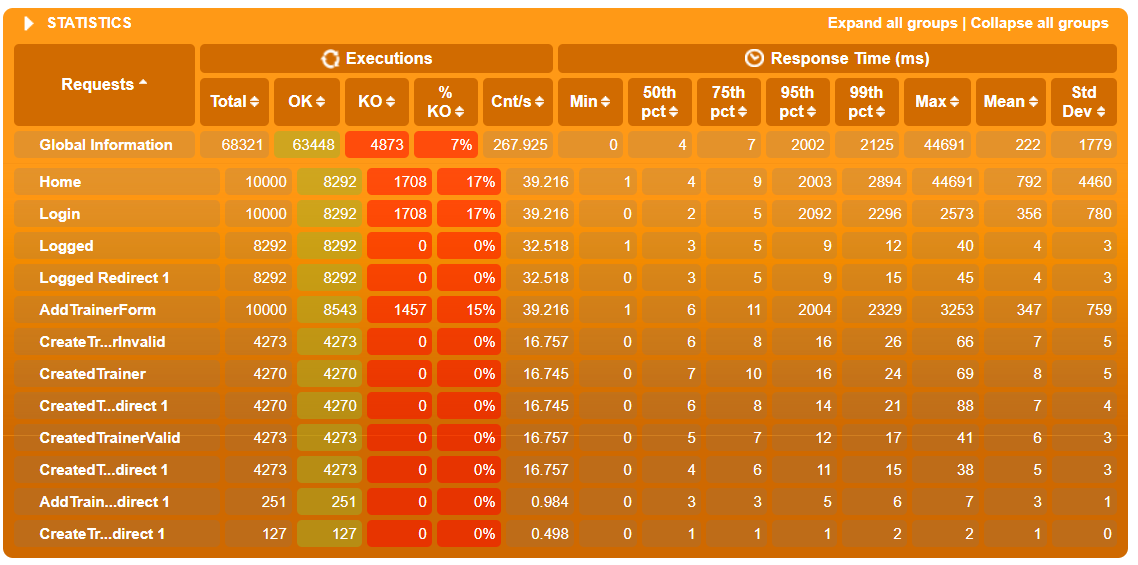 STATISTICS Expand all groups | Collapse all groups
Requests Executions Response Time (ms)
Total OK KO % KO Cnt/s Min 50th pct 75th pct 95th pct 99th pct Max Mean Std Dev
Global Information 68321 63448 4873 7% 267.925 0 4 7 2002 2125 44691 222 1779
Home 10000 8292 1708 17% 39.216 1 4 9 2003 2894 44691 792 4460
Login 10000 8292 1708 17% 39.216 0 2 5 2092 2296 2573 356 780
Logged 8292 8292 0 0% 32.518 1 3 5 9 12 40 4 3
Logged Redirect 1 8292 8292 0 0% 32.518 0 3 5 9 15 45 4 3
AddTrainerForm 10000 8543 1457 15% 39.216 1 6 11 2004 2329 3253 347 759
CreateTr...rInvalid 4273 4273 0 0% 16.757 0 6 8 16 26 66 7 5
CreatedTrainer 4270 4270 0 0% 16.745 0 7 10 16 24 69 8 5
CreatedT...direct 1 4270 4270 0 0% 16.745 0 6 8 14 21 88 7 4
CreatedTrainerValid 4273 4273 0 0% 16.757 0 5 7 12 17 41 6 3
CreatedT...direct 1 4273 4273 0 0% 16.757 0 4 6 11 15 38 5 3
AddTrain...direct 1 251 251 0 0% 0.984 0 3 3 5 6 7 3 1
CreateTr...direct 1 127 127 0 0% 0.498 0 1 1 1 2 2 1 0